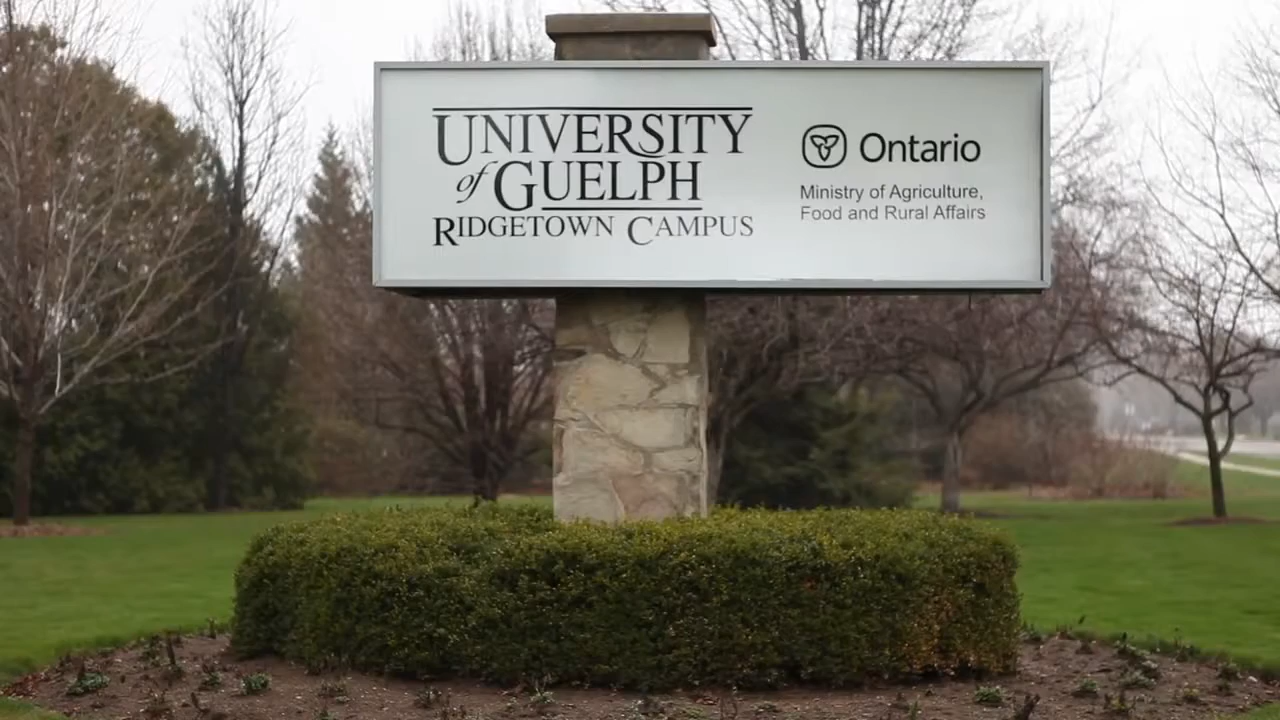 UNIVERSITY
of GUELPH
RIDGETOWN CAMPUS
Ontario
Ministry of Agriculture,
Food and Rural Affairs